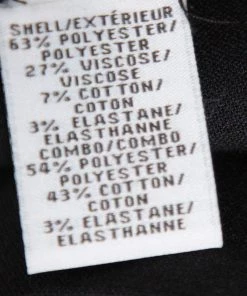 SHELL/EXTÉRIEUR
63% POLYESTER/
POLYESTER
27% VISCOSE/
VISCOSE
7% COTTON/
COTON
3% ELASTANE/
ELASTHANNE
COMBO/COMBO
54% POLYESTER/
POLYESTER
43% COTTON/
COTON
3% ELASTANE/
ELASTHANNE